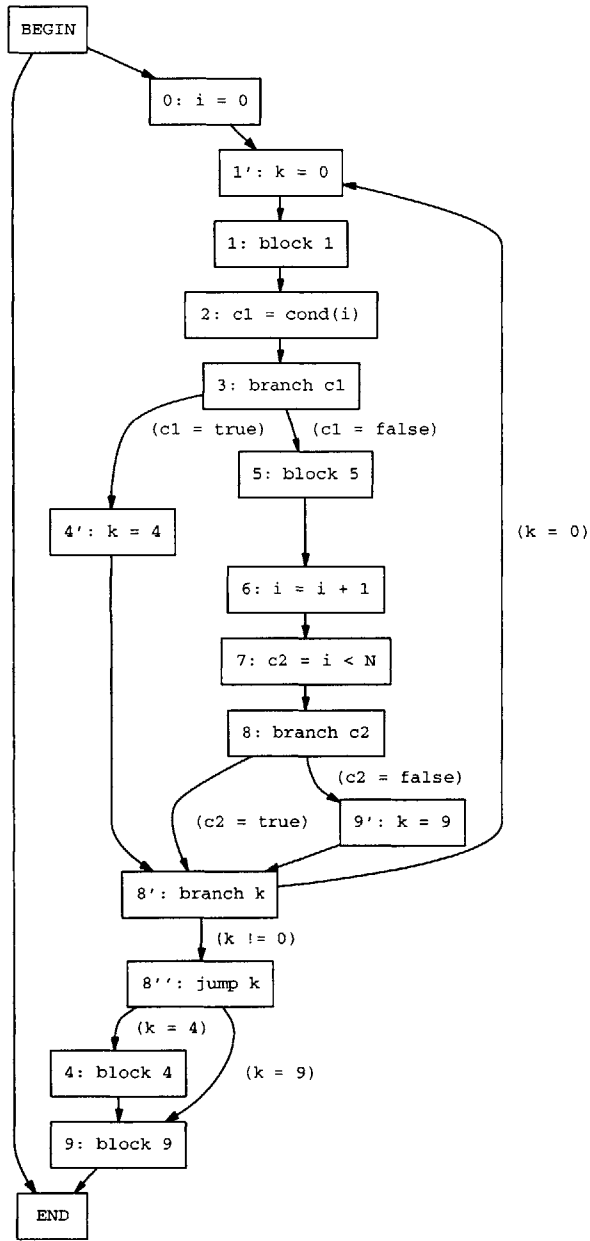 BEGIN
0: i = 0
1': k = 0
1: block 1
2: c1 = cond(i)
3: branch c1
(c1 = true)
(c1 = false)
5: block 5
4': k = 4
(k = 0)
6: i = i + 1
7: c2 = i < N
8: branch c2
(c2 = false)
(c2 = true)
9': k = 9
8': branch k
(k != 0)
8'': jump k
(k = 4)
4: block 4
(k = 9)
9: block 9
END